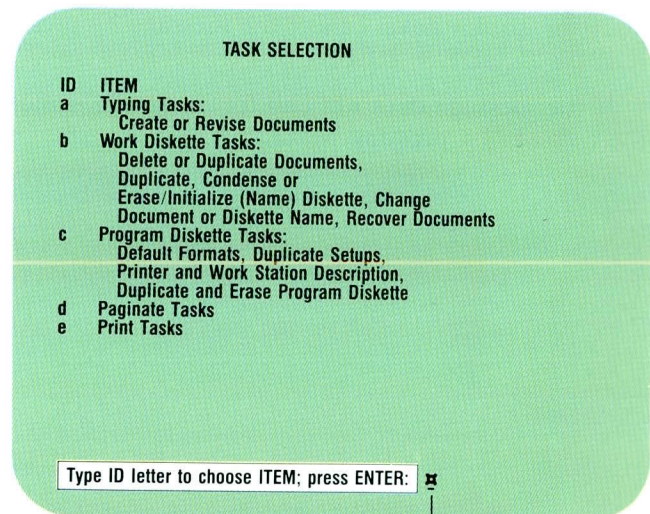 TASK SELECTION
ID ITEM
a Typing Tasks:
Create or Revise Documents
b Work Diskette Tasks:
Delete or Duplicate Documents,
Duplicate, Condense or
Erase/Initialize (Name) Diskette, Change
Document or Diskette Name, Recover Documents
c Program Diskette Tasks:
Default Formats, Duplicate Setups,
Printer and Work Station Description,
Duplicate and Erase Program Diskette
d Paginate Tasks
e Print Tasks
Type ID letter to choose ITEM; press ENTER: ¤